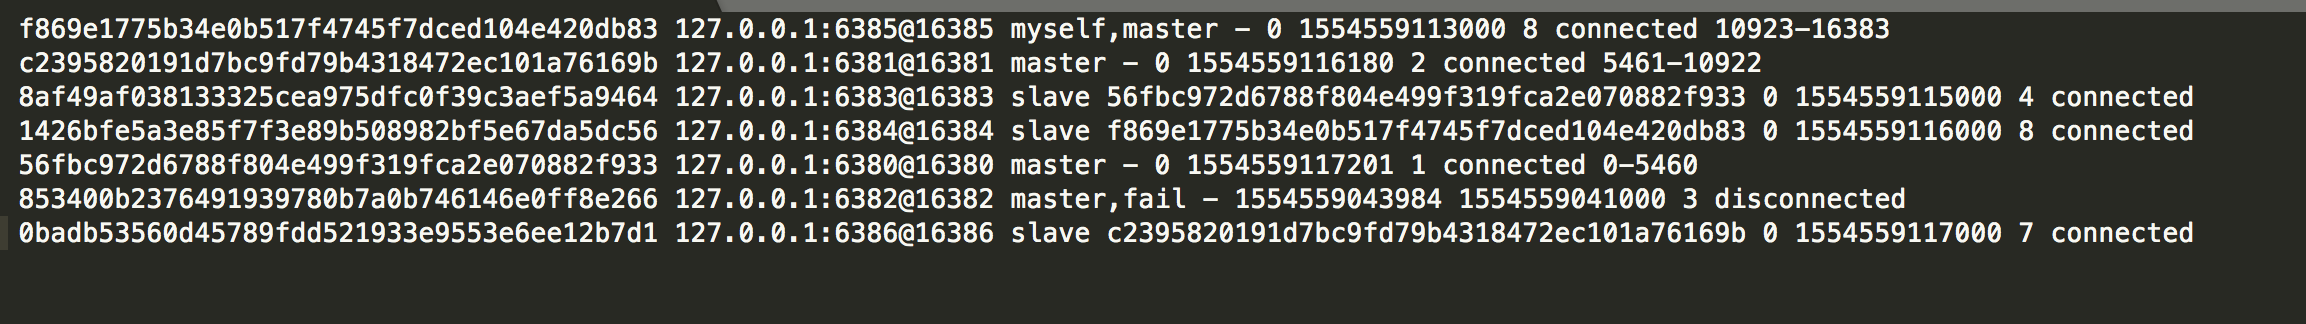 f869e1775b34e0b517f4745f7dced104e420db83 127.0.0.1:6385@16385 myself,master - 0 1554559113000 8 connected 10923-16383
c2395820191d7bc9fd79b4318472ec101a76169b 127.0.0.1:6381@16381 master - 0 1554559116180 2 connected 5461-10922
8af49af038133325cea975dfc0f39c3aef5a9464 127.0.0.1:6383@16383 slave 56fbc972d6788f804e499f319fca2e070882f933 0 1554559115000 4 connected
1426bfe5a3e85f7f3e89b508982bf5e67da5dc56 127.0.0.1:6384@16384 slave f869e1775b34e0b517f4745f7dced104e420db83 0 1554559116000 8 connected
56fbc972d6788f804e499f319fca2e070882f933 127.0.0.1:6380@16380 master - 0 1554559117201 1 connected 0-5460
853400b2376491939780b7a0b746146e0ff8e266 127.0.0.1:6382@16382 master,fail - 1554559043984 1554559041000 3 disconnected
0badb53560d45789fdd521933e9553e6ee12b7d1 127.0.0.1:6386@16386 slave c2395820191d7bc9fd79b4318472ec101a76169b 0 1554559117000 7 connected